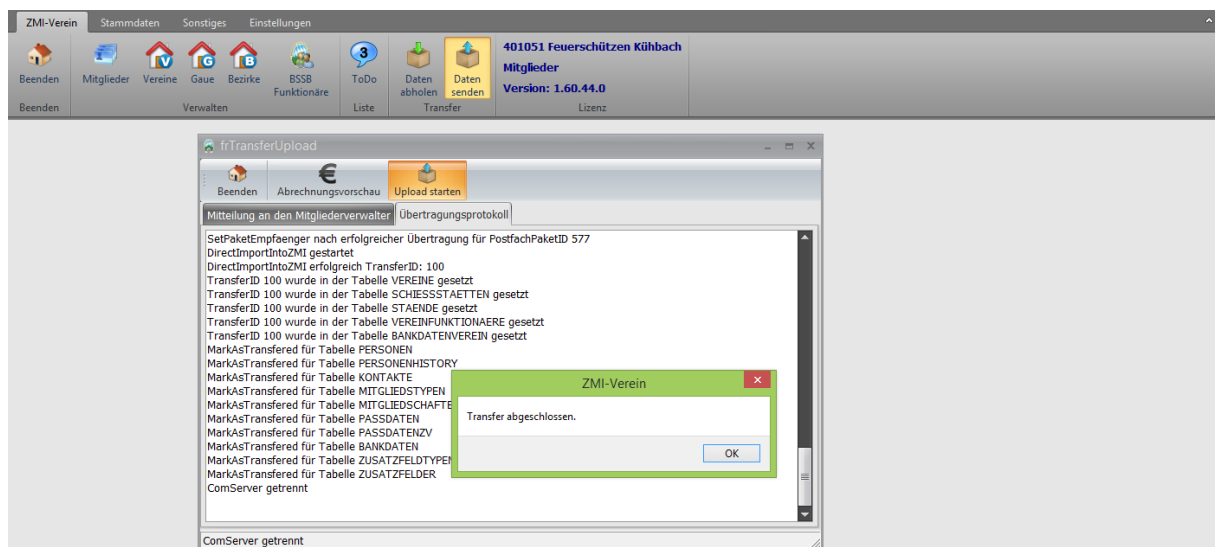 ZMI-Verein Stammdaten Sonstiges Einstellungen
Beenden Mitglieder Vereine Gaue Bezirke BSSB Funktionäre ToDo Daten abholen Daten senden
V G B 3
401051 Feuerschützen Kühbach
Mitglieder
Version: 1.60.44.0
Beenden Verwalten Liste Transfer Lizenz
frTransferUpload
€
Beenden Abrechnungsvorschau Upload starten
Mitteilung an den Mitgliederverwalter Übertragungsprotokoll
SetPaketEmpfaenger nach erfolgreicher Übertragung für PostfachPaketID 577
DirectImportIntoZMI gestartet
DirectImportIntoZMI erfolgreich TransferID: 100
TransferID 100 wurde in der Tabelle VEREINE gesetzt
TransferID 100 wurde in der Tabelle SCHIESSSTAETTEN gesetzt
TransferID 100 wurde in der Tabelle STAENDE gesetzt
TransferID 100 wurde in der Tabelle VEREINFUNKTIONAERE gesetzt
TransferID 100 wurde in der Tabelle BANKDATENVEREIN gesetzt
MarkAsTransfered für Tabelle PERSONEN
MarkAsTransfered für Tabelle PERSONENHISTORY
MarkAsTransfered für Tabelle KONTAKTE
MarkAsTransfered für Tabelle MITGLIEDSTYPEN
MarkAsTransfered für Tabelle MITGLIEDSCHAFTE
MarkAsTransfered für Tabelle PASSDATEN
MarkAsTransfered für Tabelle PASSDATENZV
MarkAsTransfered für Tabelle BANKDATEN
MarkAsTransfered für Tabelle ZUSATZFELDTYPEN
MarkAsTransfered für Tabelle ZUSATZFELDER
ComServer getrennt
ZMI-Verein
Transfer abgeschlossen.
OK
ComServer getrennt